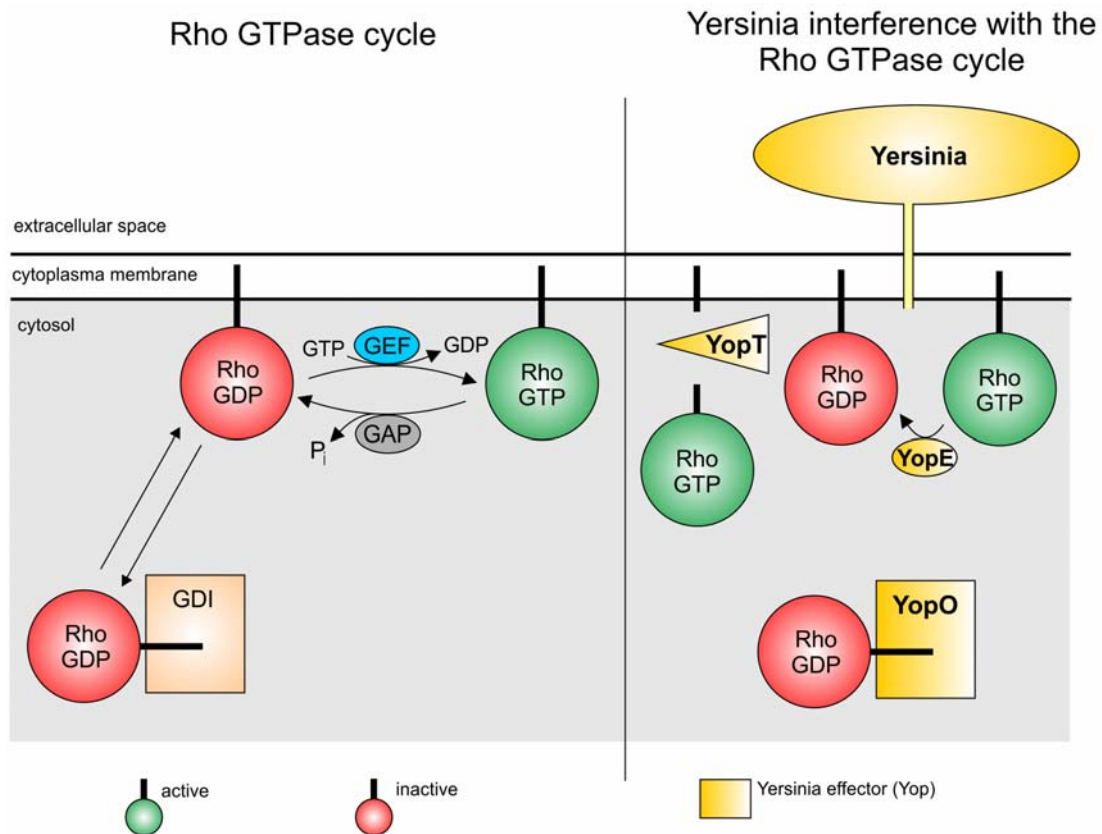 Rho GTPase cycle
Yersinia interference with the
Rho GTPase cycle
Yersinia
extracellular space
cytoplasma membrane
cytosol
Rho
GDP
GTP
GEF
GDP
Rho
GTP
GAP
Pi
YopT
Rho
GTP
Rho
GDP
Rho
GTP
YopE
Rho
GDP
GDI
Rho
GDP
YopO
active
inactive
Yersinia effector (Yop)